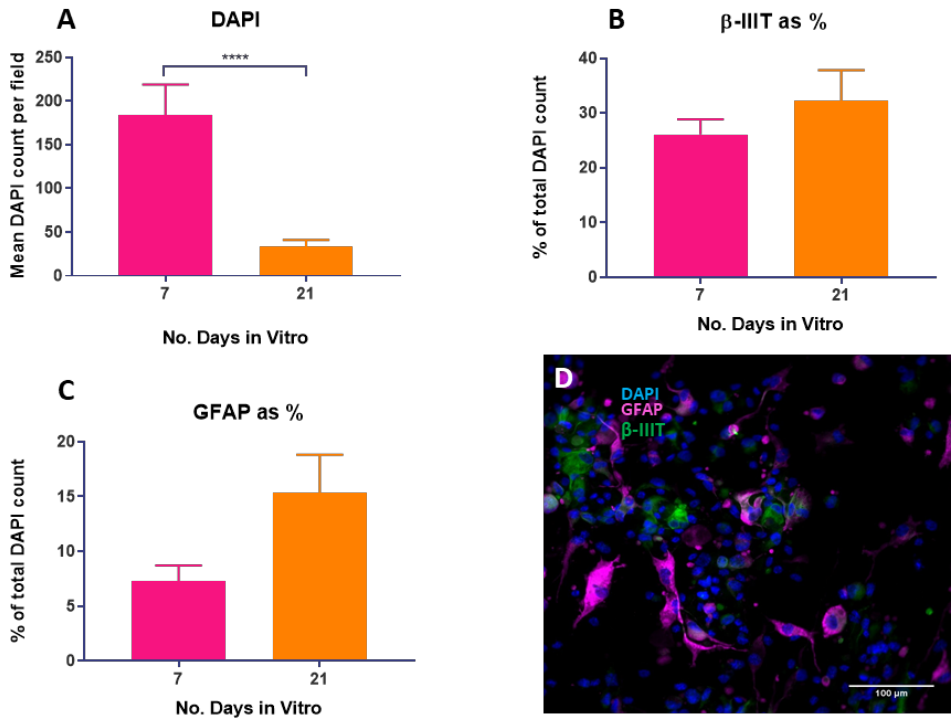 A
DAPI
****
Mean DAPI count per field
250
200
150
100
50
0
7
21
No. Days in Vitro
B
β-IIIT as %
% of total DAPI count
40
30
20
10
0
7
21
No. Days in Vitro
C
GFAP as %
% of total DAPI count
20
15
10
5
0
7
21
No. Days in Vitro
D
DAPI
GFAP
β-IIIT
100 μm